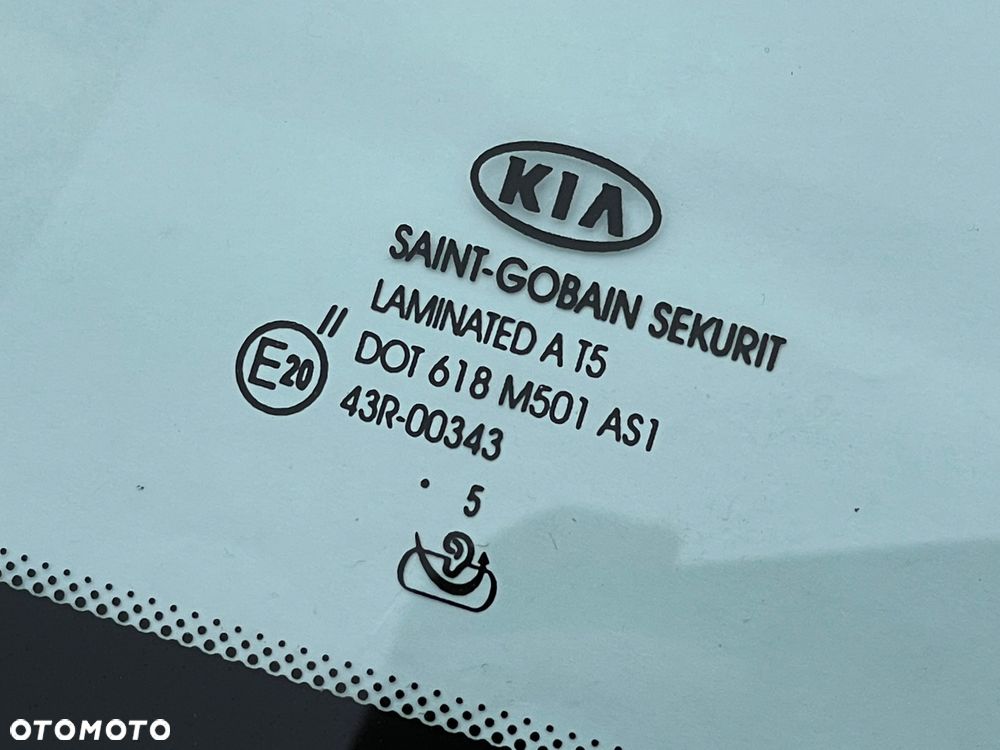 KIA
SAINT-GOBAIN SEKURIT
LAMINATED A T5
II
DOT 618 M501 AS1
E20
43R-00343
. 5
OTOMOTO